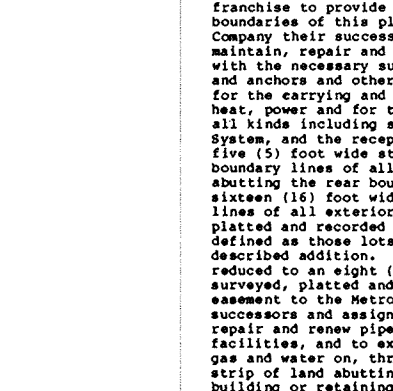 franchise to provide
boundaries of this pl
Company their success
maintain, repair and
with the necessary su
and anchors and other
for the carrying and
heat, power and for t
all kinds including s
System, and the recep
five (5) foot wide st
boundary lines of all
abutting the rear bou
sixteen (16) foot wid
lines of all exterior
platted and recorded
defined as those lots
described addition.
reduced to an eight (
surveyed, platted and
easement to the Metro
successors and assign
repair and renew pipe
facilities, and to ex
gas and water on, thr
strip of land abuttin
building or retaining